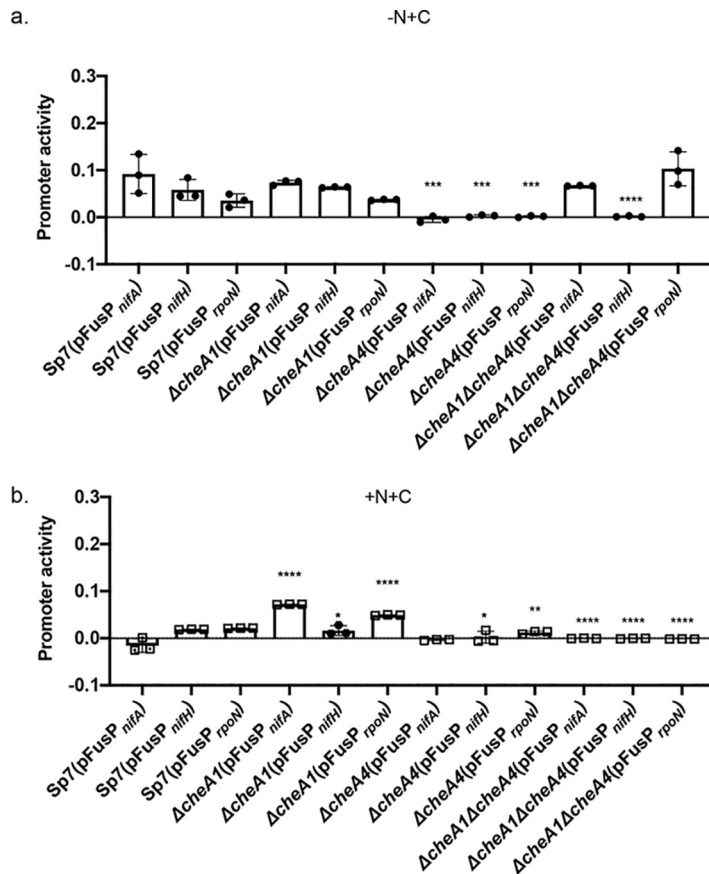 a.
-N+C
0.3
0.2
0.1
0.0
-0.1
Promoter activity
*** *** *** ****
Sp7(pFusP nifA)
Sp7(pFusP nifH)
Sp7(pFusP rpoN)
ΔcheA1(pFusP nifA)
ΔcheA1(pFusP nifH)
ΔcheA1(pFusP rpoN)
ΔcheA4(pFusP nifA)
ΔcheA4(pFusP nifH)
ΔcheA4(pFusP rpoN)
ΔcheA1ΔcheA4(pFusP nifA)
ΔcheA1ΔcheA4(pFusP nifH)
ΔcheA1ΔcheA4(pFusP rpoN)
b.
+N+C
0.3
0.2
0.1
0.0
-0.1
Promoter activity
**** * **** * ** **** **** ****
Sp7(pFusP nifA)
Sp7(pFusP nifH)
Sp7(pFusP rpoN)
ΔcheA1(pFusP nifA)
ΔcheA1(pFusP nifH)
ΔcheA1(pFusP rpoN)
ΔcheA4(pFusP nifA)
ΔcheA4(pFusP nifH)
ΔcheA4(pFusP rpoN)
ΔcheA1ΔcheA4(pFusP nifA)
ΔcheA1ΔcheA4(pFusP nifH)
ΔcheA1ΔcheA4(pFusP rpoN)